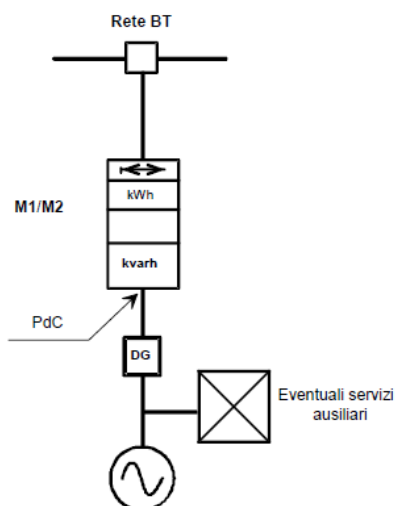 Rete BT
kWh
M1/M2
kvarh
PdC
DG
Eventuali servizi
ausiliari